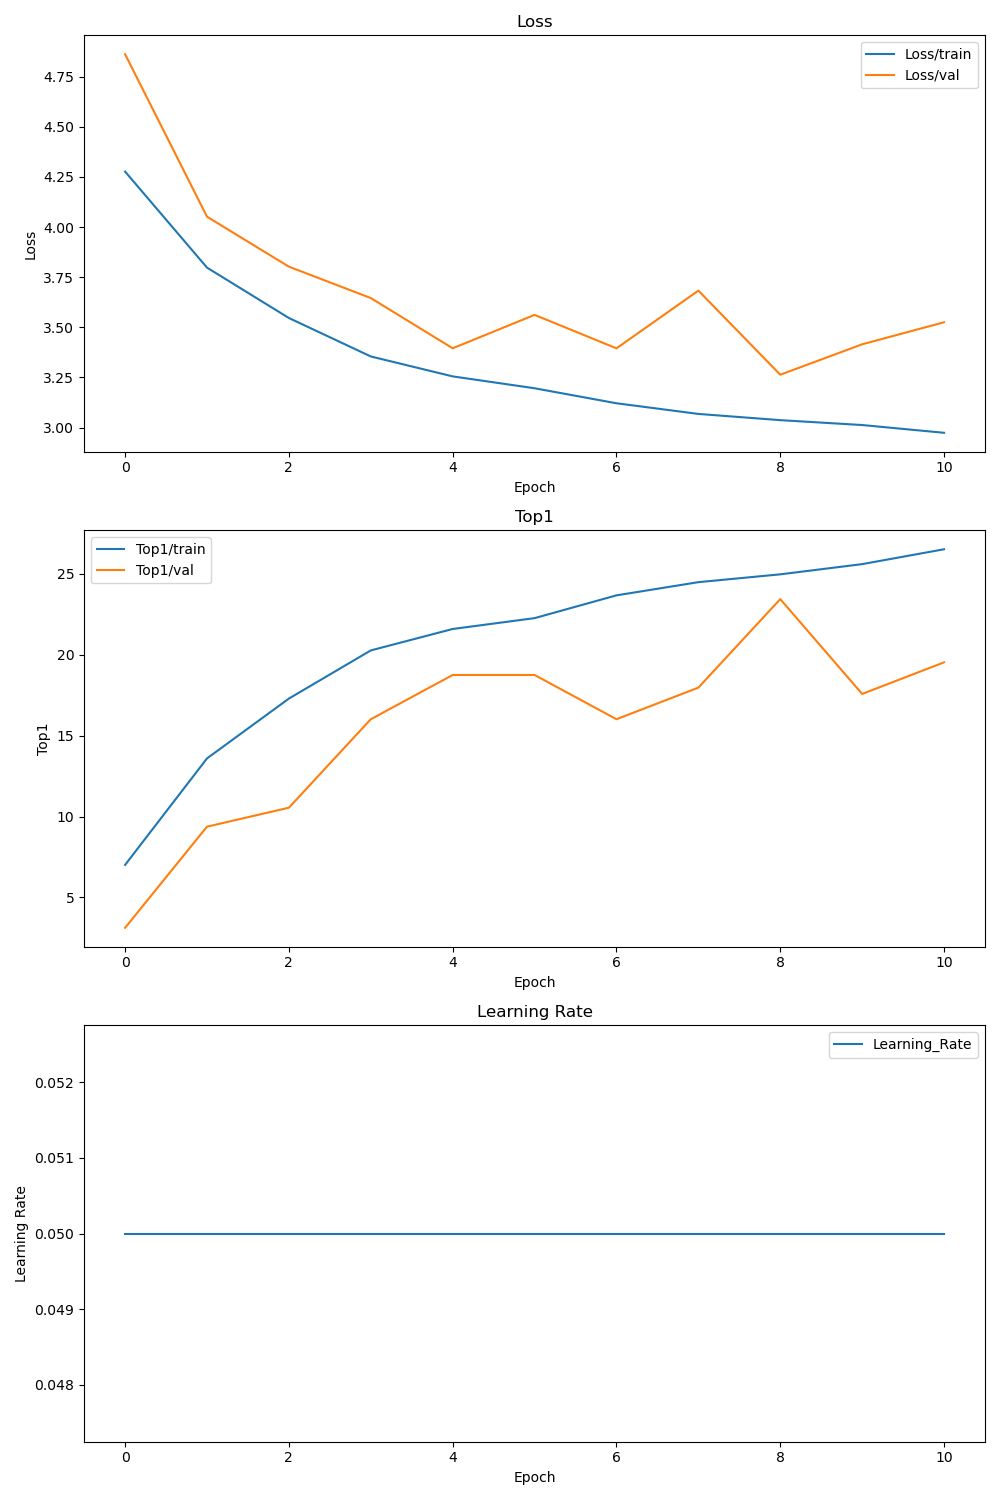 Loss
Loss/train
Loss/val
4.75
4.50
4.25
4.00
3.75
3.50
3.25
3.00
Loss
0 2 4 6 8 10
Epoch
Top1
Top1/train
Top1/val
25
20
15
10
5
Top1
0 2 4 6 8 10
Epoch
Learning Rate
Learning_Rate
0.052
0.051
0.050
0.049
0.048
Learning Rate
0 2 4 6 8 10
Epoch